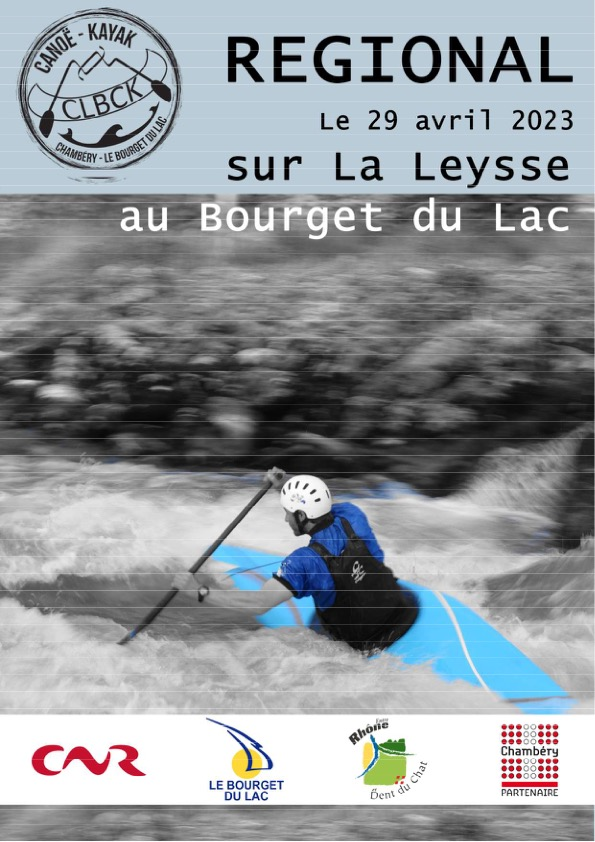 CANOË - KAYAK
CLBCK
CHAMBÉRY - LE BOURGET DU LAC
REGIONAL
Le 29 avril 2023
sur La Leysse
au Bourget du Lac
CNR
LE BOURGET
DU LAC
Entre
Rhône
Dent du Chat
Chambéry
PARTENAIRE